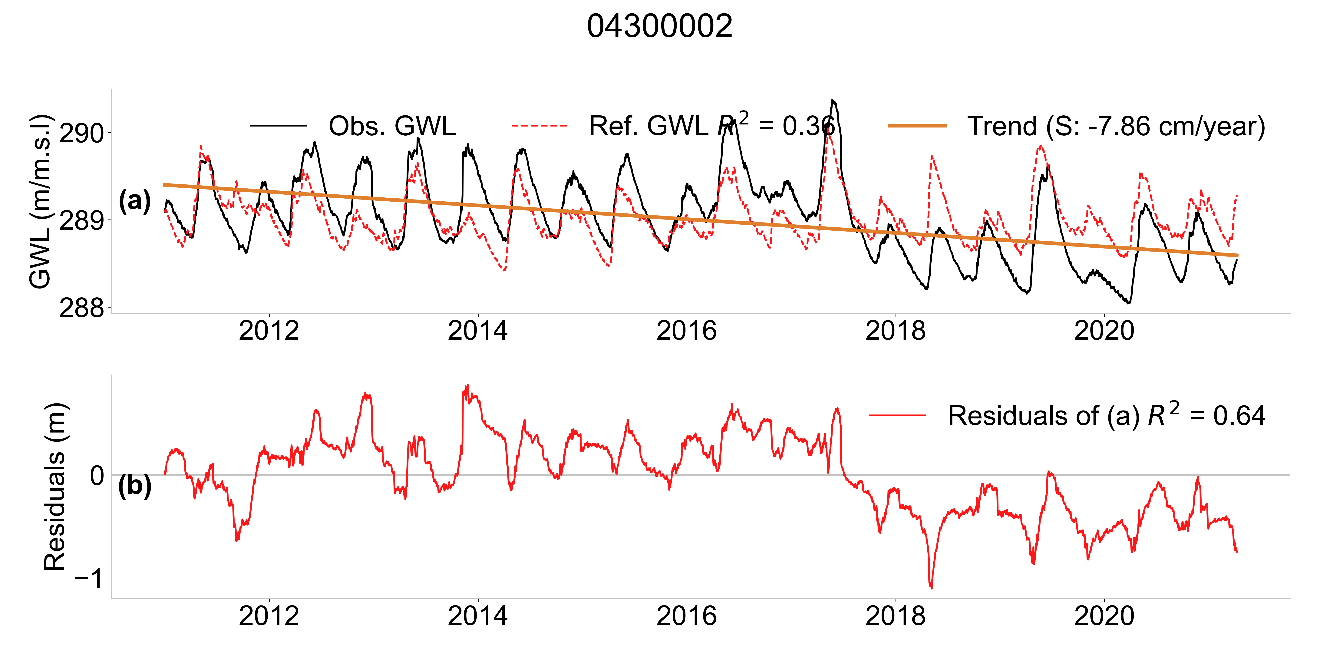 04300002
Obs. GWL
Ref. GWL R² = 0.36
Trend (S: -7.86 cm/year)
GWL (m/m.s.l)
290
289
288
(a)
2012 2014 2016 2018 2020
Residuals of (a) R² = 0.64
Residuals (m)
0
−1
(b)
2012 2014 2016 2018 2020